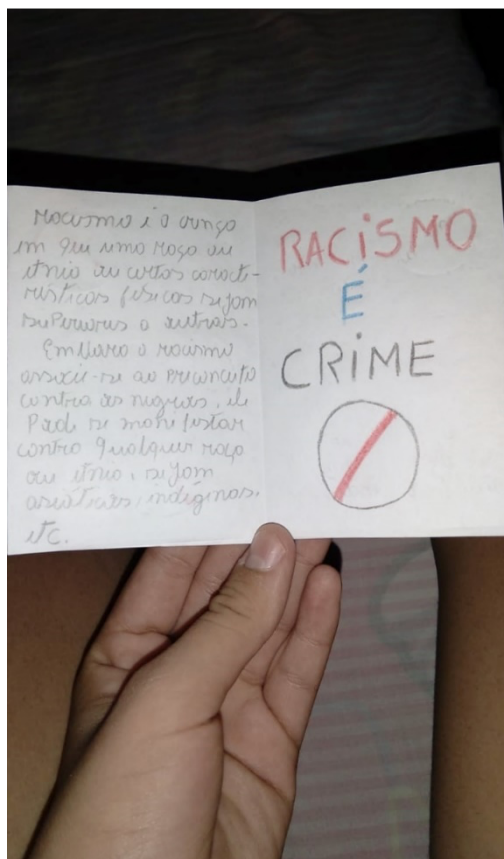 Racismo é a crença
em que uma raça ou
etnia ou certas caracte-
rísticas físicas sejam
superiores a outras.
Embora o racismo
associe-se ao preconceito
contra os negros, ele
Pode se manifestar
contra qualquer raça
ou etnia, sejam
asiáticas, indígenas,
etc.
RACISMO
É
CRIME